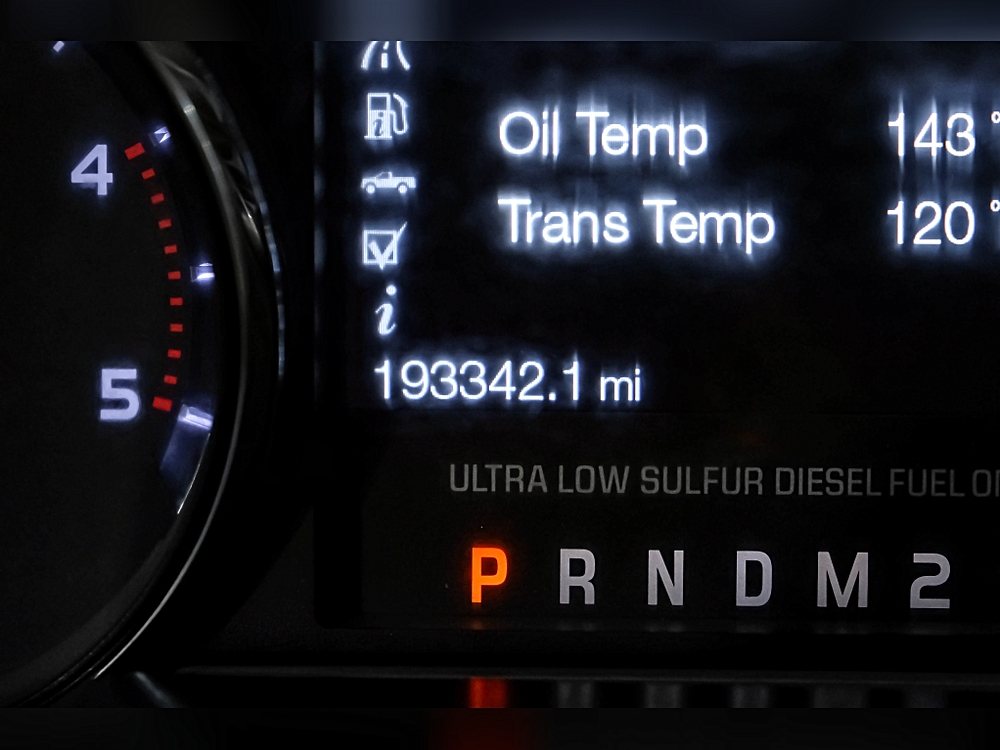 4
5
Oil Temp 143 °
Trans Temp 120 °
i
193342.1 mi
ULTRA LOW SULFUR DIESEL FUEL
P R N D M 2